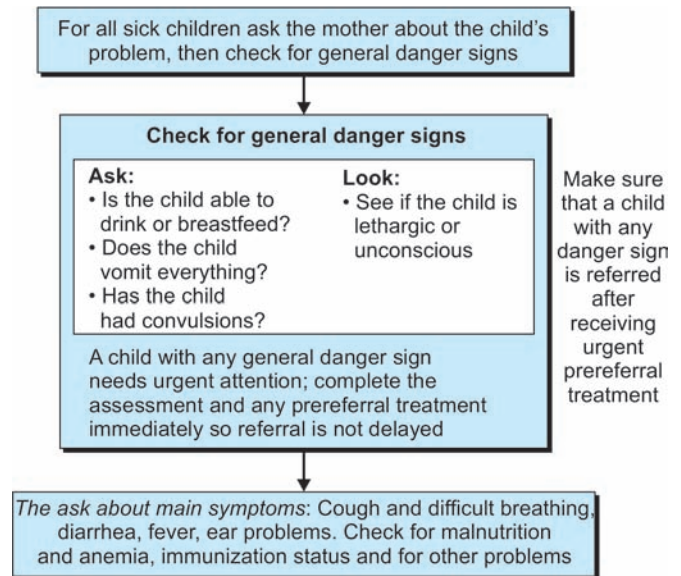 For all sick children ask the mother about the child's
problem, then check for general danger signs
Check for general danger signs
Ask:
• Is the child able to
drink or breastfeed?
• Does the child
vomit everything?
• Has the child
had convulsions?
Look:
• See if the child is
lethargic or
unconscious
A child with any general danger sign
needs urgent attention; complete the
assessment and any prereferral treatment
immediately so referral is not delayed
Make sure
that a child
with any
danger sign
is referred
after
receiving
urgent
prereferral
treatment
The ask about main symptoms: Cough and difficult breathing,
diarrhea, fever, ear problems. Check for malnutrition
and anemia, immunization status and for other problems